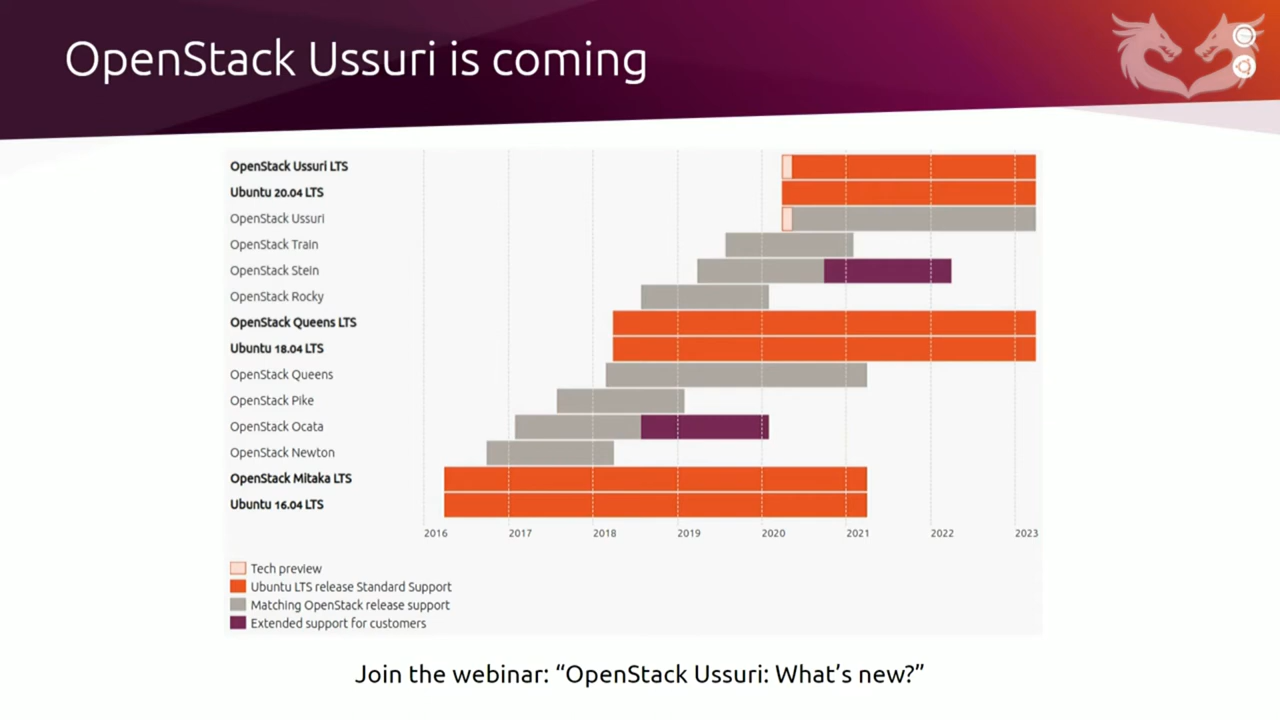 OpenStack Ussuri is coming
OpenStack Ussuri LTS
Ubuntu 20.04 LTS
OpenStack Ussuri
OpenStack Train
OpenStack Stein
OpenStack Rocky
OpenStack Queens LTS
Ubuntu 18.04 LTS
OpenStack Queens
OpenStack Pike
OpenStack Ocata
OpenStack Newton
OpenStack Mitaka LTS
Ubuntu 16.04 LTS
2016 2017 2018 2019 2020 2021 2022 2023
Tech preview
Ubuntu LTS release Standard Support
Matching OpenStack release support
Extended support for customers
Join the webinar: “OpenStack Ussuri: What’s new?”